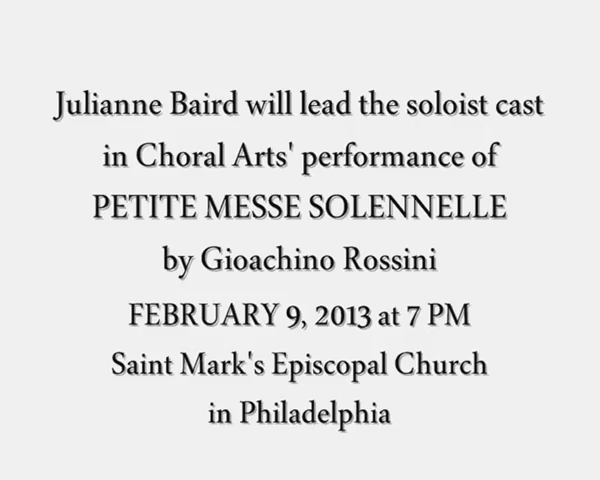 Julianne Baird will lead the soloist cast
in Choral Arts' performance of
PETITE MESSE SOLENNELLE
by Gioachino Rossini
FEBRUARY 9, 2013 at 7 PM
Saint Mark's Episcopal Church
in Philadelphia